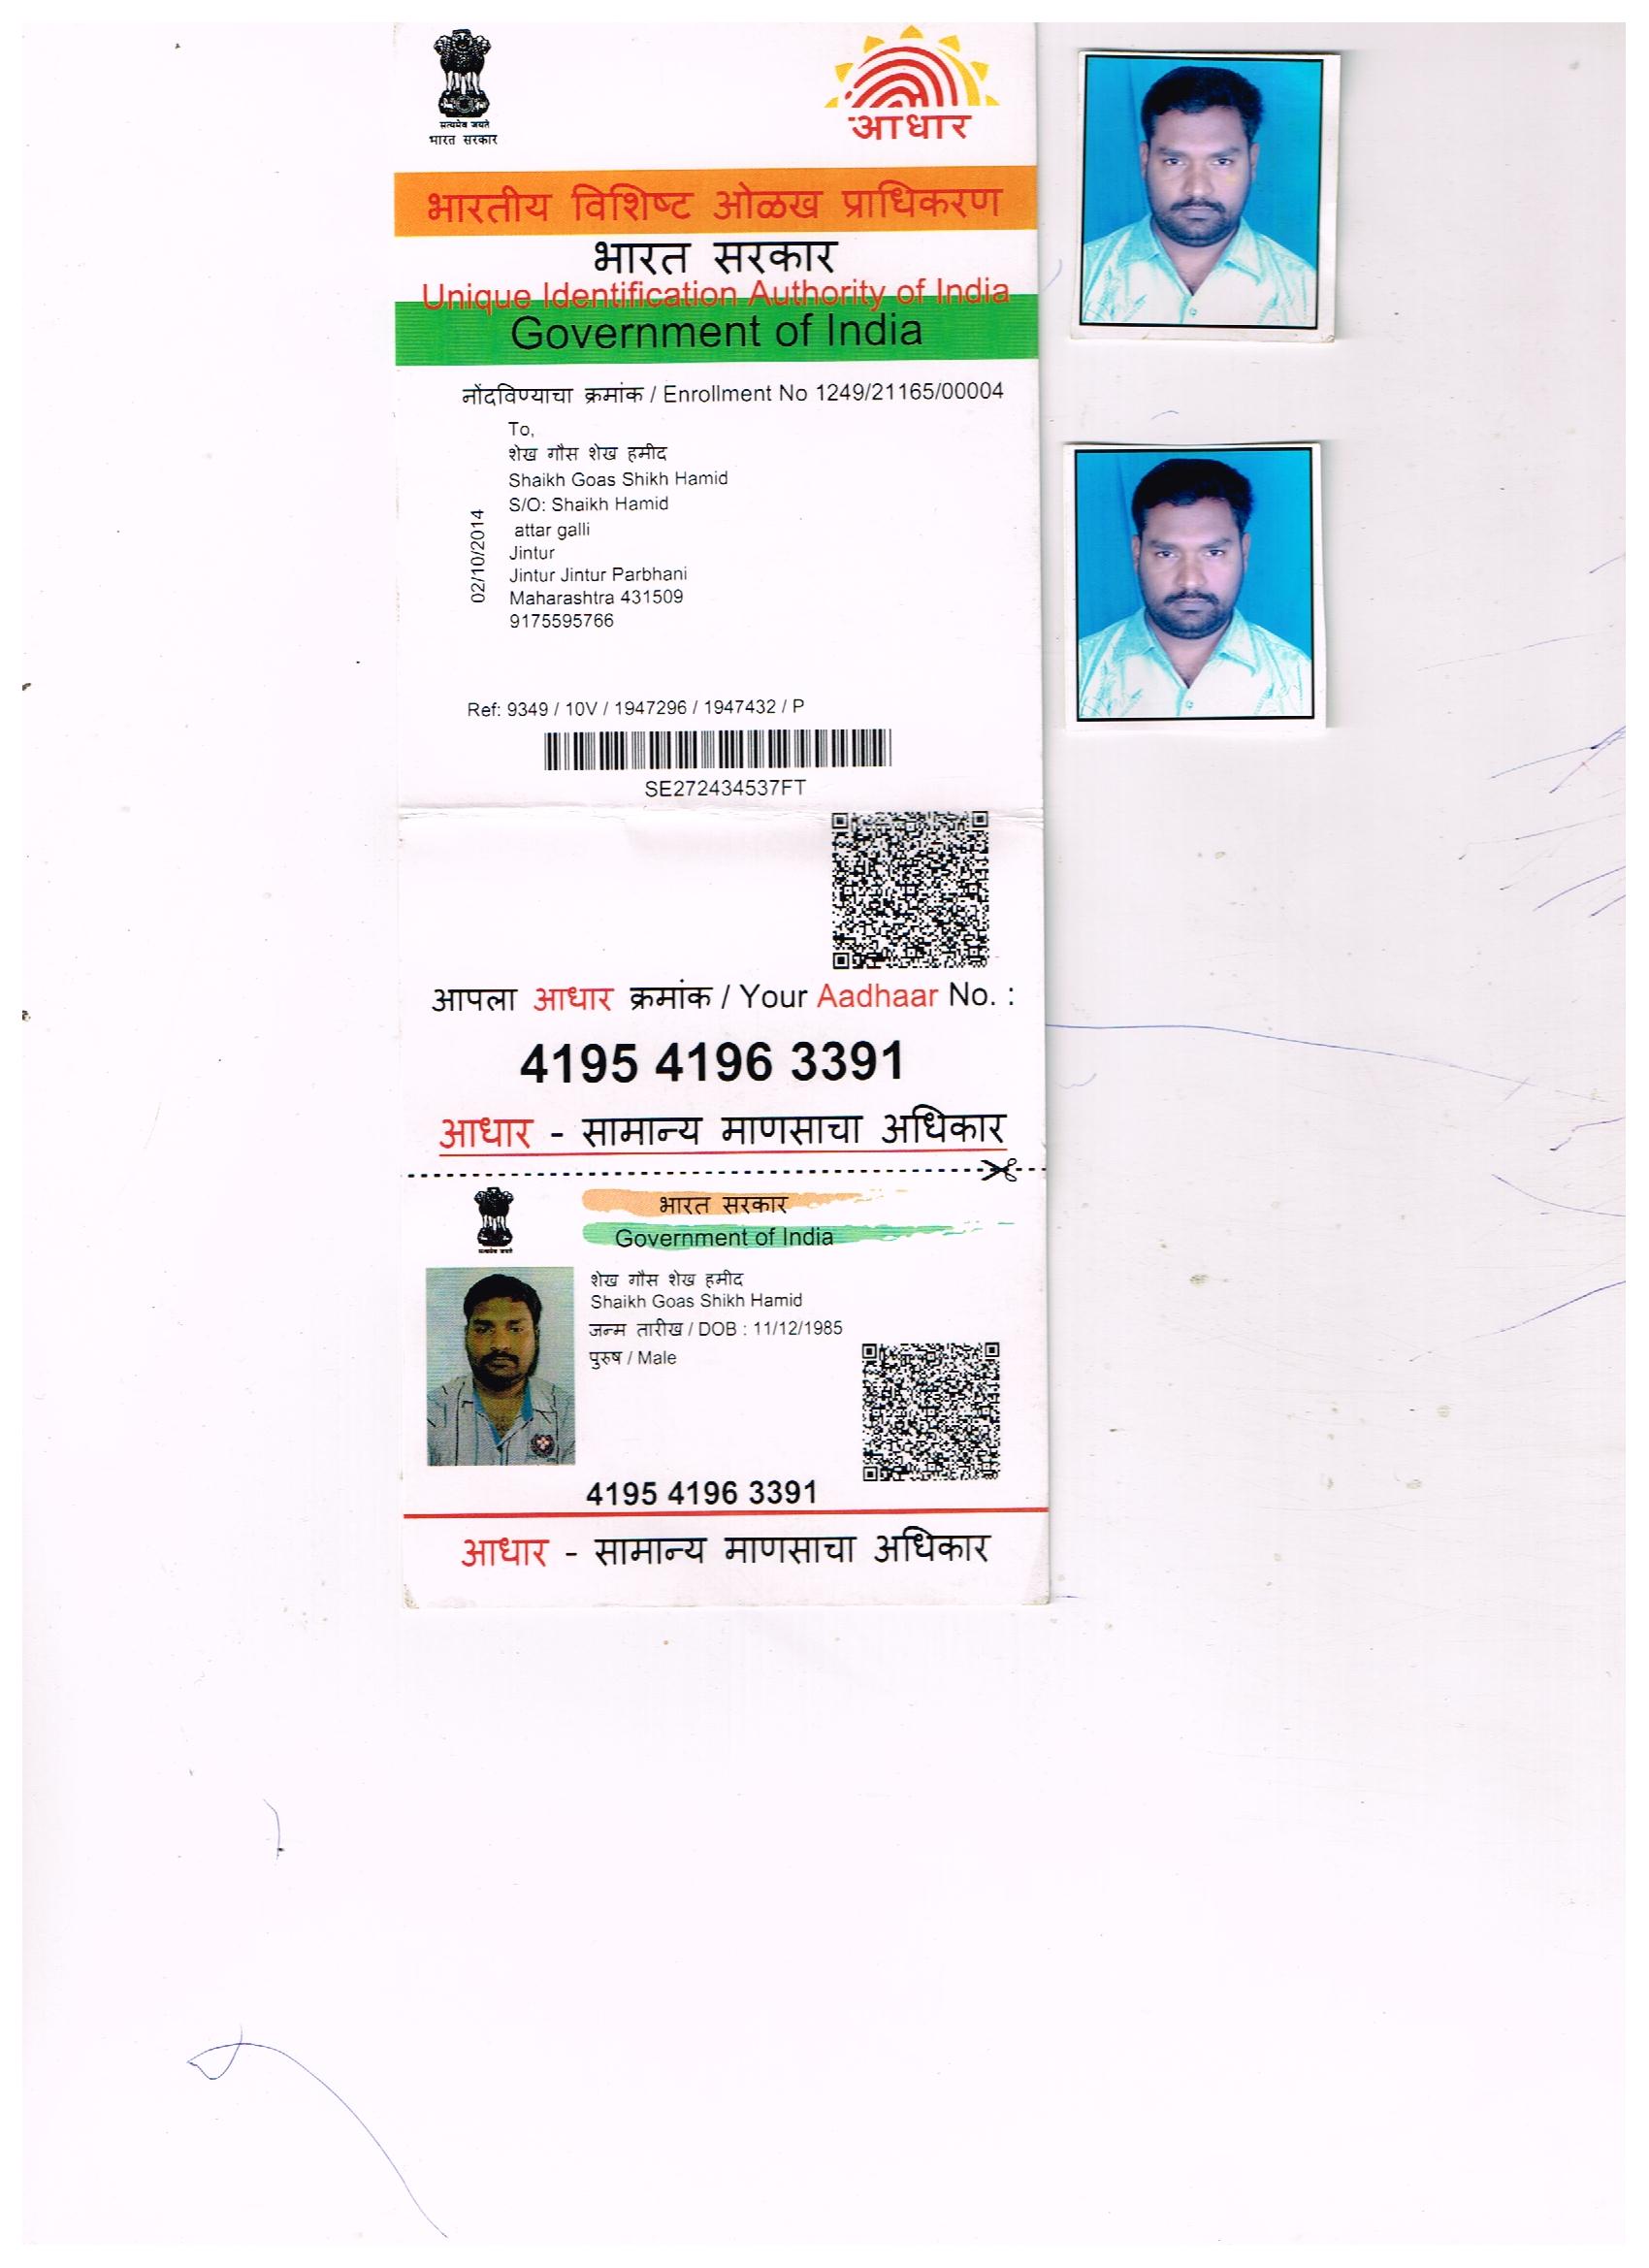 सत्यमेव जयते
भारत सरकार
आधार
भारतीय विशिष्ट ओळख प्राधिकरण
भारत सरकार
Unique Identification Authority of India
Government of India
नोंदविण्याचा क्रमांक / Enrollment No 1249/21165/00004
To,
शेख गौस शेख हमीद
Shaikh Goas Shikh Hamid
S/O: Shaikh Hamid
attar galli
Jintur
Jintur Jintur Parbhani
Maharashtra 431509
9175595766
02/10/2014
Ref: 9349 / 10V / 1947296 / 1947432 / P
SE272434537FT
आपला आधार क्रमांक / Your Aadhaar No. :
4195 4196 3391
आधार - सामान्य माणसाचा अधिकार
भारत सरकार
Government of India
सत्यमेव जयते
शेख गौस शेख हमीद
Shaikh Goas Shikh Hamid
जन्म तारीख / DOB : 11/12/1985
पुरुष / Male
4195 4196 3391
आधार - सामान्य माणसाचा अधिकार